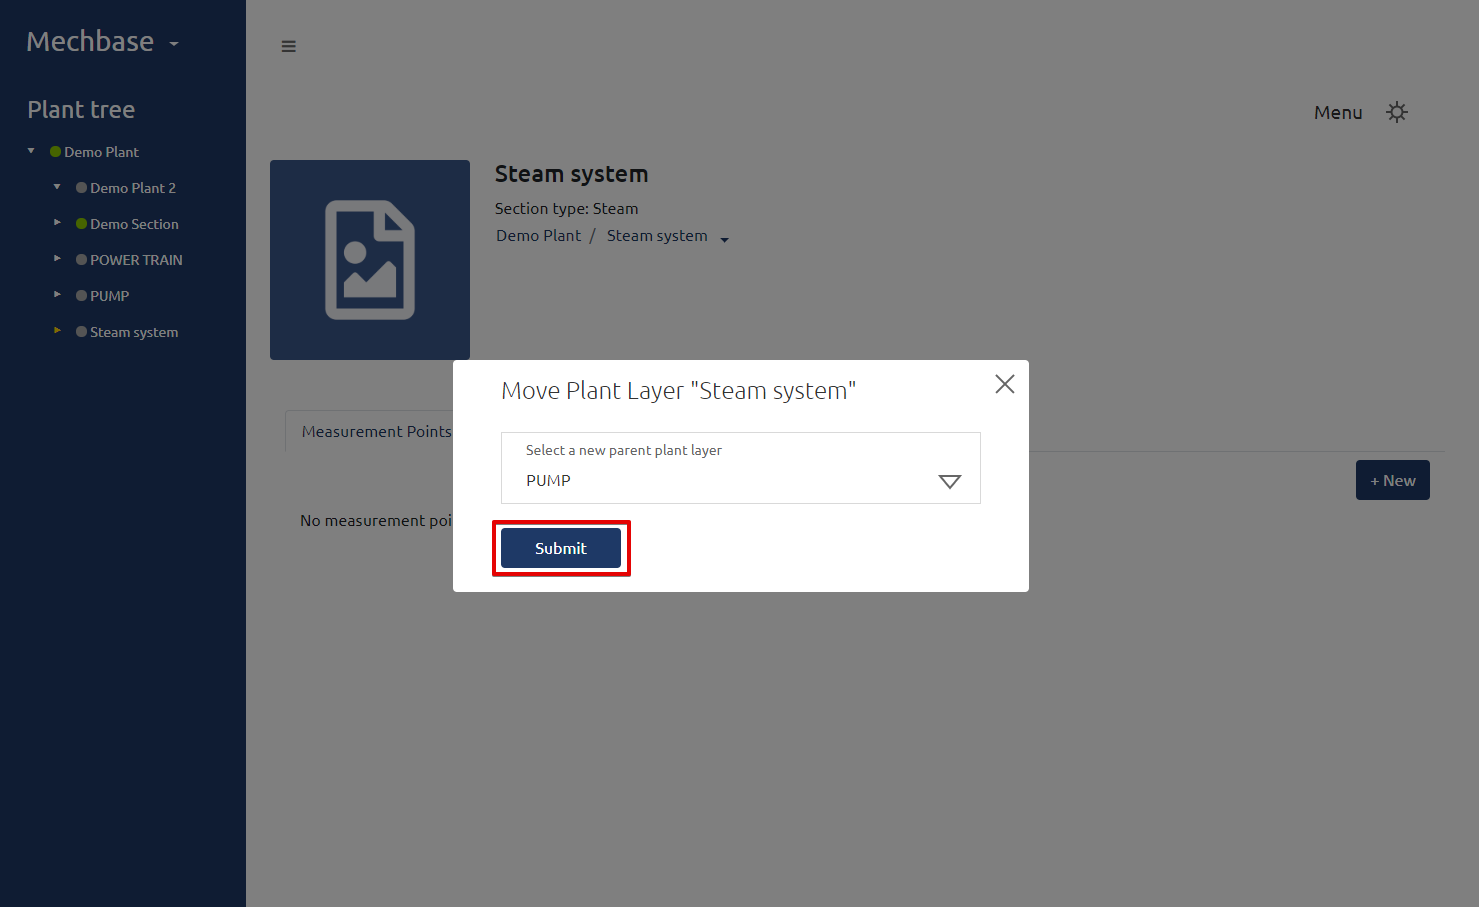 Mechbase
Plant tree
Demo Plant
Demo Plant 2
Demo Section
POWER TRAIN
PUMP
Steam system
Menu
Steam system
Section type: Steam
Demo Plant / Steam system
Measurement Points
+ New
No measurement poi
Move Plant Layer "Steam system"
Select a new parent plant layer
PUMP
Submit